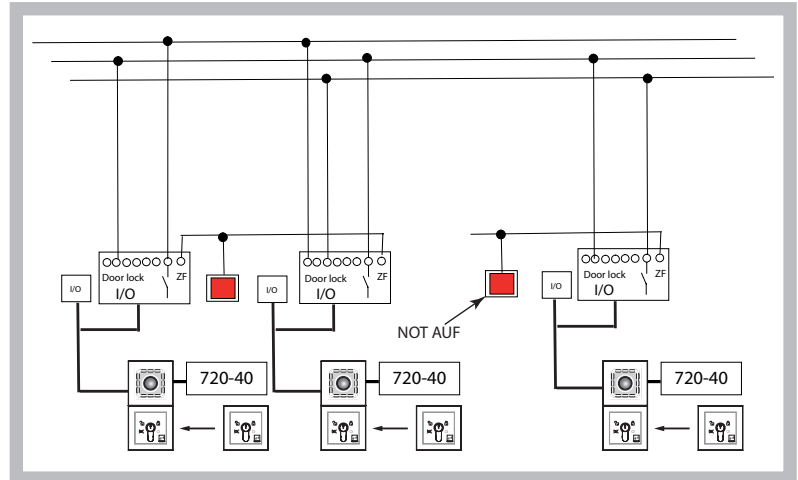 Door lock
ZF
I/O
I/O
Door lock
ZF
I/O
I/O
Door lock
ZF
I/O
I/O
NOT AUF
720-40
720-40
720-40